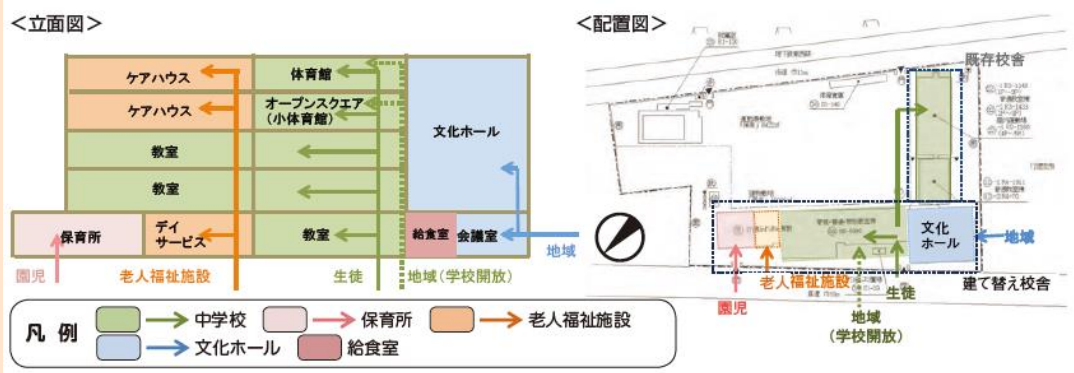 ＜立面図＞
ケアハウス
体育館
ケアハウス
オープンスクエア
（小体育館）
文化ホール
教室
教室
保育所
デイ
サービス
教室
給食室
会議室
園児
老人福祉施設
生徒
地域（学校開放）
地域
＜配置図＞
既存校舎
文化
ホール
地域
建て替え校舎
老人福祉施設
園児
生徒
地域
（学校開放）
凡 例
中学校
保育所
老人福祉施設
文化ホール
給食室